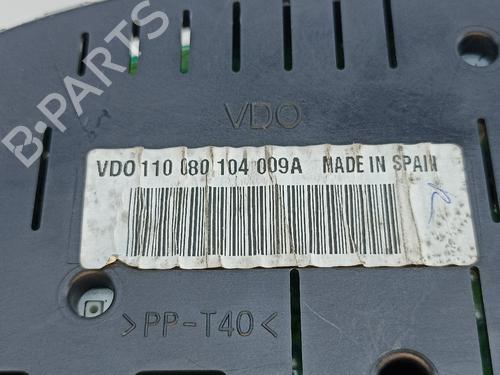 B-PARTS
VDO
VDO 110 080 104 009A MADE IN SPAIN
>PP-T40<